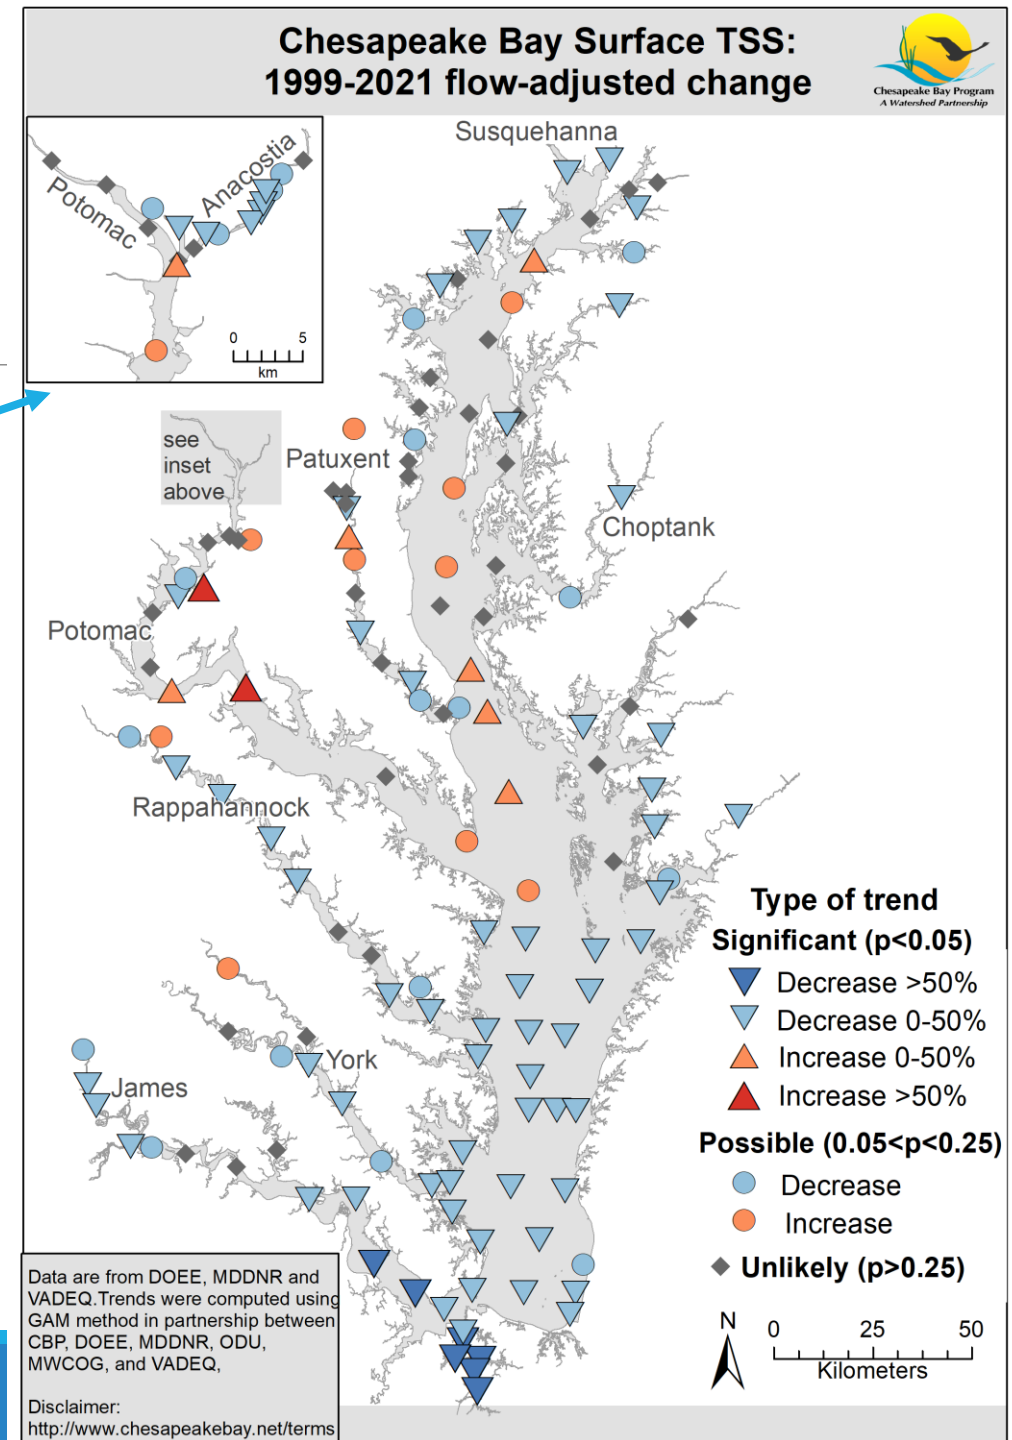 Chesapeake Bay Surface TSS:
1999-2021 flow-adjusted change
Chesapeake Bay Program
A Watershed Partnership
Susquehanna
Potomac
Anacostia
0 5
km
see
inset
above
Patuxent
Choptank
Potomac
Rappahannock
York
James
Type of trend
Significant (p<0.05)
Decrease >50%
Decrease 0-50%
Increase 0-50%
Increase >50%
Possible (0.05<p<0.25)
Decrease
Increase
Unlikely (p>0.25)
N
0 25 50
Kilometers
Data are from DOEE, MDDNR and
VADEQ.Trends were computed using
GAM method in partnership between
CBP, DOEE, MDDNR, ODU,
MWCOG, and VADEQ,
Disclaimer:
http://www.chesapeakebay.net/terms